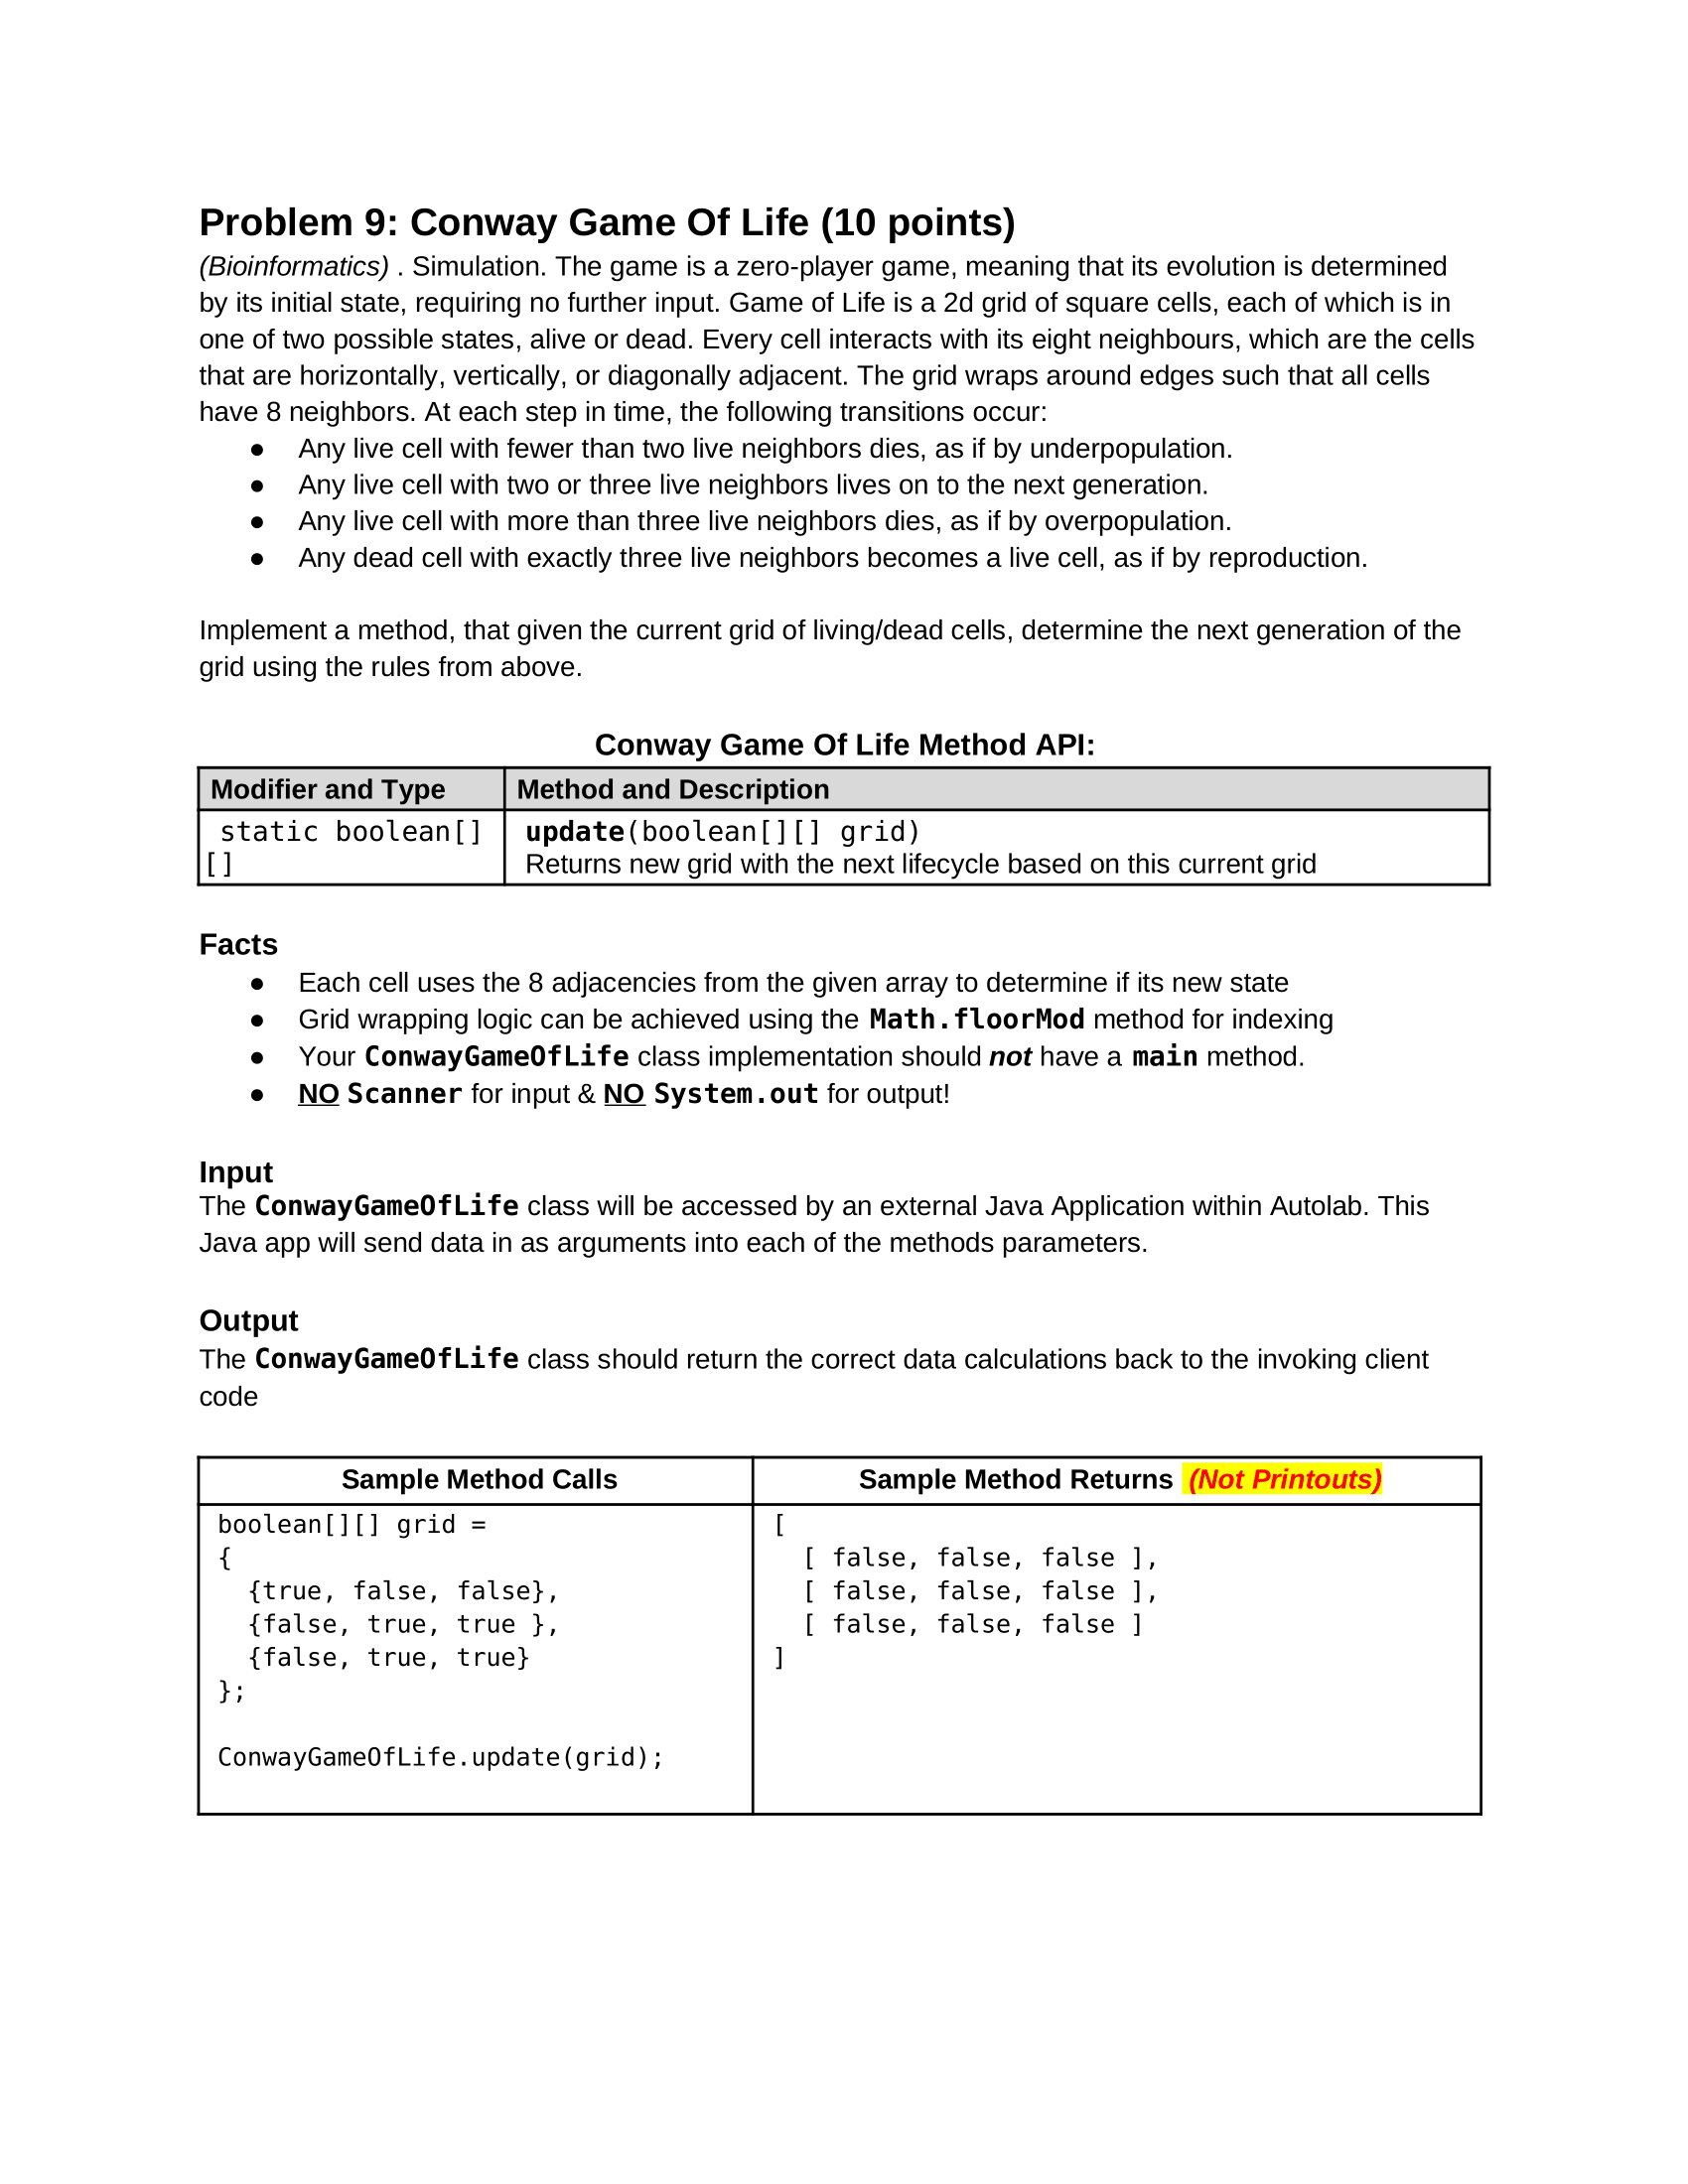 Problem 9: Conway Game Of Life (10 points)
(Bioinformatics) . Simulation. The game is a zero-player game, meaning that its evolution is determined
by its initial state, requiring no further input. Game of Life is a 2d grid of square cells, each of which is in
one of two possible states, alive or dead. Every cell interacts with its eight neighbours, which are the cells
that are horizontally, vertically, or diagonally adjacent. The grid wraps around edges such that all cells
have 8 neighbors. At each step in time, the following transitions occur:
● Any live cell with fewer than two live neighbors dies, as if by underpopulation.
● Any live cell with two or three live neighbors lives on to the next generation.
● Any live cell with more than three live neighbors dies, as if by overpopulation.
● Any dead cell with exactly three live neighbors becomes a live cell, as if by reproduction.
Implement a method, that given the current grid of living/dead cells, determine the next generation of the
grid using the rules from above.
Conway Game Of Life Method API:
Modifier and Type
Method and Description
static boolean[]
[]
update(boolean[][] grid)
Returns new grid with the next lifecycle based on this current grid
Facts
● Each cell uses the 8 adjacencies from the given array to determine if its new state
● Grid wrapping logic can be achieved using the Math.floorMod method for indexing
● Your ConwayGameOfLife class implementation should not have a main method.
● NO Scanner for input & NO System.out for output!
Input
The ConwayGameOfLife class will be accessed by an external Java Application within Autolab. This
Java app will send data in as arguments into each of the methods parameters.
Output
The ConwayGameOfLife class should return the correct data calculations back to the invoking client
code
Sample Method Calls
Sample Method Returns (Not Printouts)
boolean[][] grid =
{
{true, false, false},
{false, true, true },
{false, true, true}
};
ConwayGameOfLife.update(grid);
[
[ false, false, false ],
[ false, false, false ],
[ false, false, false ]
]